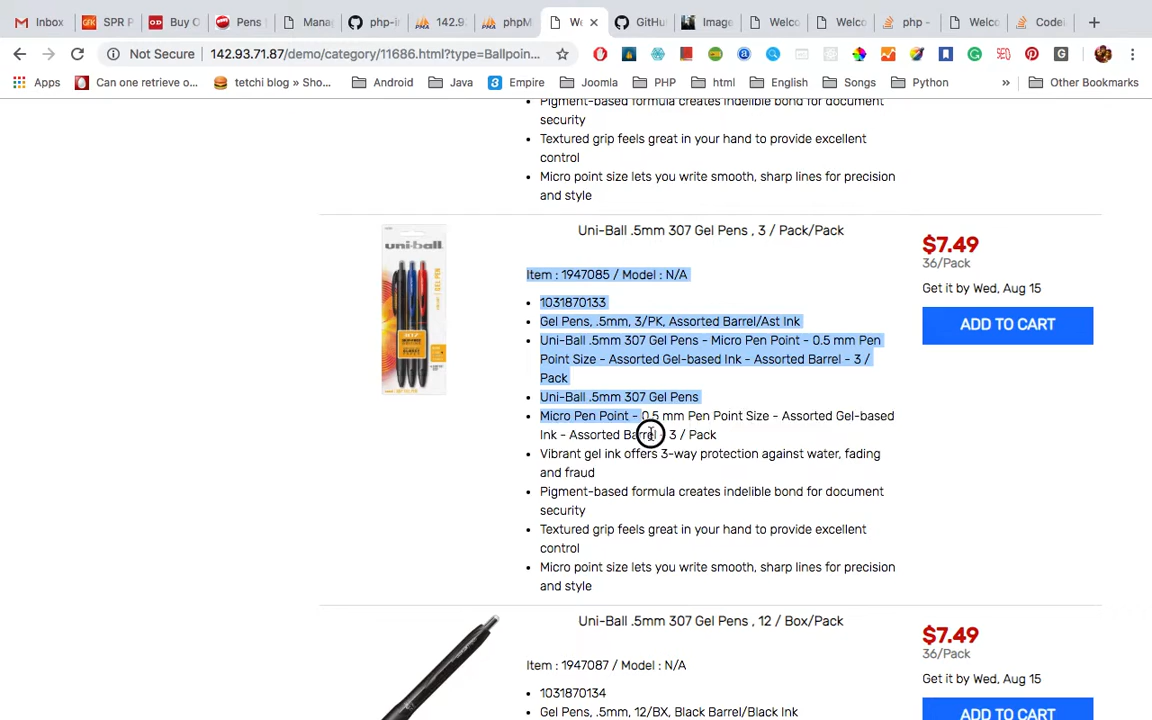 Inbox
SPR P
Buy O
Pens
Mana
php-i
142.9
phpM
We
GitHu
Image
Welco
Welco
php -
Welco
Codei
Not Secure
142.93.71.87/demo/category/11686.html?type=Ballpoin...
Apps
Can one retrieve o
tetchi blog » Sho...
Android
Java
Empire
Joomla
PHP
html
English
Songs
Python
»
Other Bookmarks
• Pigment-based formula creates indelible bond for document
security
• Textured grip feels great in your hand to provide excellent
control
• Micro point size lets you write smooth, sharp lines for precision
and style
uni-ball
Uni-Ball .5mm 307 Gel Pens , 3 / Pack/Pack
$7.49
36/Pack
Get it by Wed, Aug 15
ADD TO CART
Item : 1947085 / Model : N/A
• 1031870133
• Gel Pens, .5mm, 3/PK, Assorted Barrel/Ast Ink
• Uni-Ball .5mm 307 Gel Pens - Micro Pen Point - 0.5 mm Pen
Point Size - Assorted Gel-based Ink - Assorted Barrel - 3 /
Pack
• Uni-Ball .5mm 307 Gel Pens
• Micro Pen Point - 0.5 mm Pen Point Size - Assorted Gel-based
Ink - Assorted Barrel - 3 / Pack
• Vibrant gel ink offers 3-way protection against water, fading
and fraud
• Pigment-based formula creates indelible bond for document
security
• Textured grip feels great in your hand to provide excellent
control
• Micro point size lets you write smooth, sharp lines for precision
and style
Uni-Ball .5mm 307 Gel Pens , 12 / Box/Pack
$7.49
36/Pack
Get it by Wed, Aug 15
ADD TO CART
Item : 1947087 / Model : N/A
• 1031870134
• Gel Pens, .5mm, 12/BX, Black Barrel/Black Ink